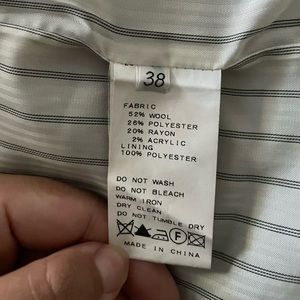 38
FABRIC
52% WOOL
26% POLYESTER
20% RAYON
2% ACRYLIC
LINING
100% POLYESTER
DO NOT WASH
DO NOT BLEACH
WARM IRON
DRY CLEAN
DO NOT TUMBLE DRY
F
MADE IN CHINA